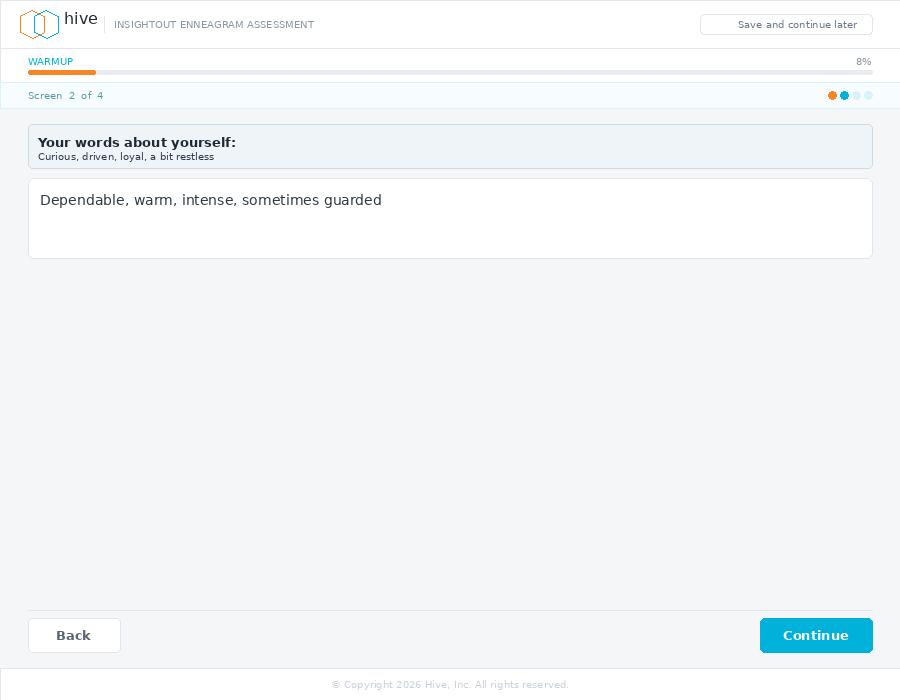 hive
INSIGHTOUT ENNEAGRAM ASSESSMENT
Save and continue later
WARMUP
8%
Screen 2 of 4
Your words about yourself:
Curious, driven, loyal, a bit restless
Dependable, warm, intense, sometimes guarded
Back
Continue
© Copyright 2026 Hive, Inc. All rights reserved.